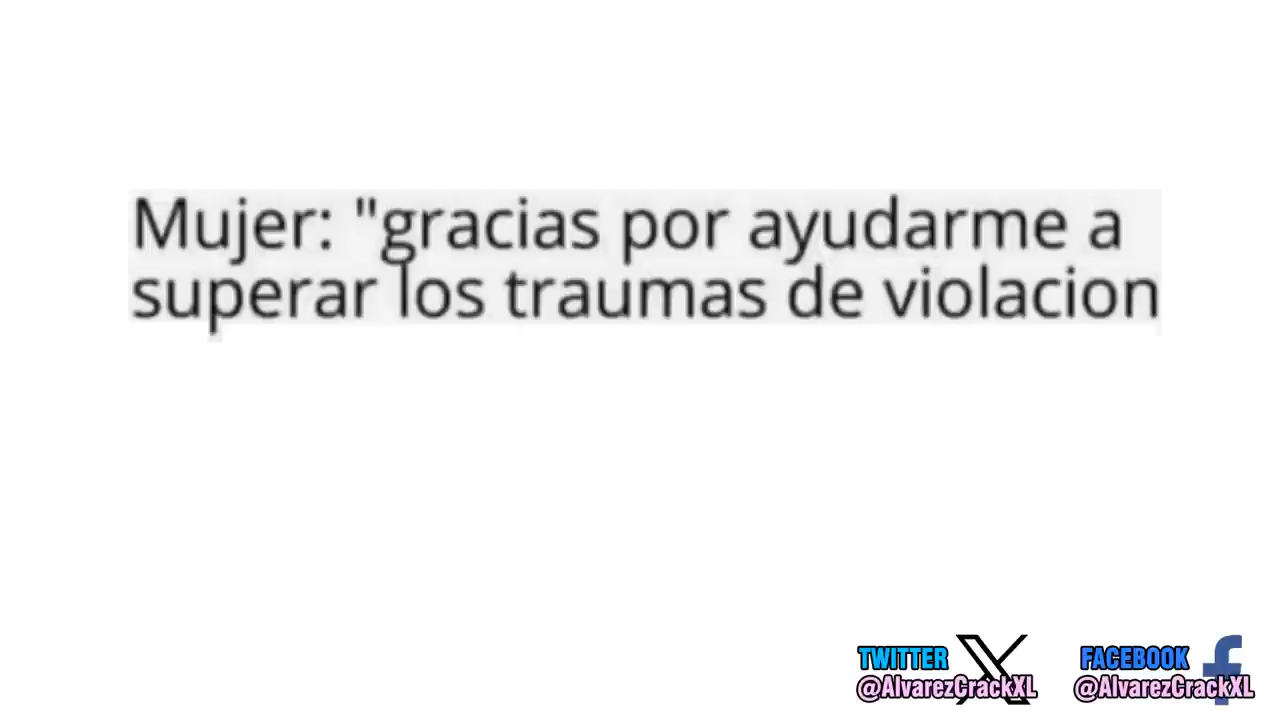 Mujer: "gracias por ayudarme a
superar los traumas de violacion
TWITTER
@AlvarezCrackXL
FACEBOOK
@AlvarezCrackXL